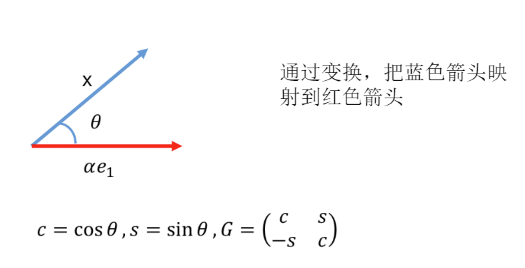 x
通过变换，把蓝色箭头映
射到红色箭头
θ
αe₁
c = cos θ , s = sin θ , G = ( c s
−s c )